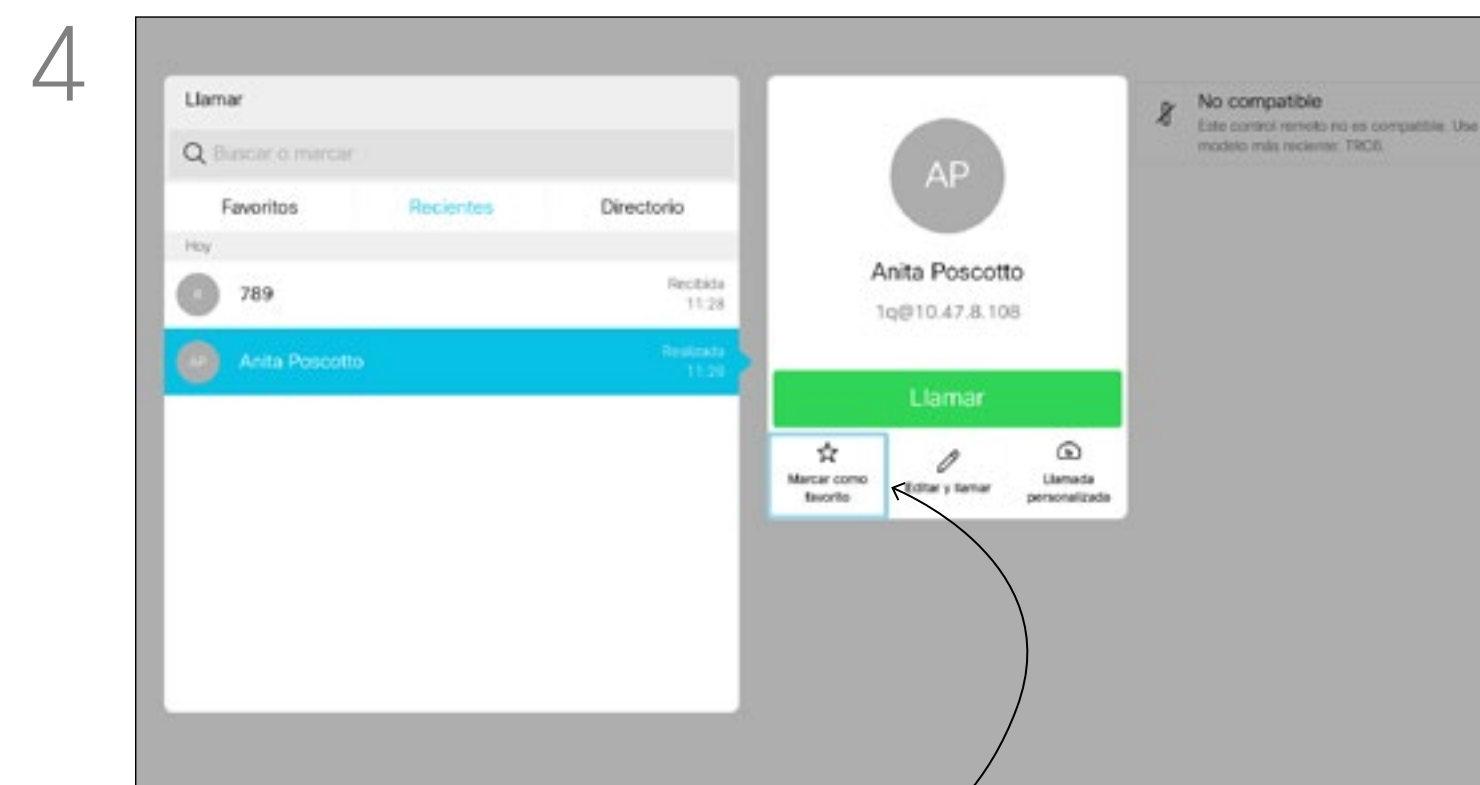 4
Llamar
Buscar o marcar
Favoritos Recientes Directorio
Hoy
789 Recibida
11:28
AP Anita Poscotto Realizada
11:28
AP
Anita Poscotto
1q@10.47.8.108
Llamar
Marcar como
favorito
Editar y llamar
Llamada
personalizada
No compatible
Este control remoto no es compatible. Use
modelo más reciente: TRC6.